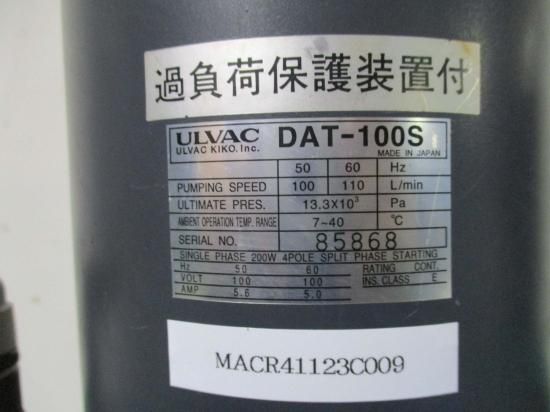 過負荷保護装置付
ULVAC DAT-100S
ULVAC KIKO. Inc. MADE IN JAPAN
50 60 Hz
PUMPING SPEED 100 110 L/min
ULTIMATE PRES. 13.3X10³ Pa
AMBIENT OPERATION TEMP. RANGE 7~40 ℃
SERIAL NO. 85868
SINGLE PHASE 200W 4POLE SPLIT PHASE STARTING
Hz 50 60 RATING CONT.
VOLT 100 100 INS. CLASS E
AMP 5.6 5.0
MACR41123C009